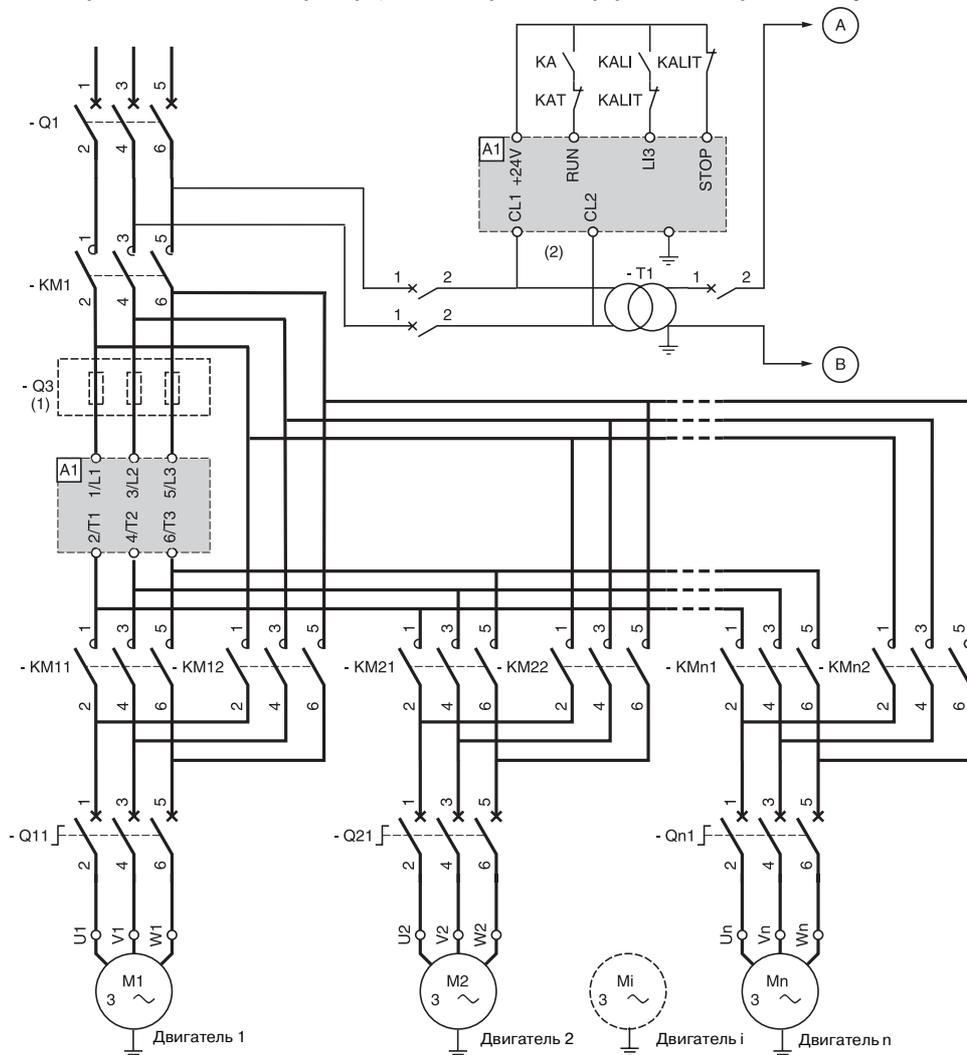 A
KA KALI KALIT
KAT KALIT
1 3 5
- Q1
2 4 6
A1 +24V RUN LI3 STOP
CL1 CL2
(2)
1 3 5
- KM1
2 4 6
1 2 - T1 1 2
1 2
B
- Q3
(1)
A1 1/L1 3/L2 5/L3
2/T1 4/T2 6/T3
1 3 5 1 3 5 1 3 5 1 3 5 1 3 5 1 3 5
- KM11 - KM12 - KM21 - KM22 - KMn1 - KMn2
2 4 6 2 4 6 2 4 6 2 4 6 2 4 6 2 4 6
1 3 5 1 3 5 1 3 5
- Q11 - Q21 - Qn1
2 4 6 2 4 6 2 4 6
U1 V1 W1 U2 V2 W2 Un Vn Wn
M1 M2 Mi Mn
3 3 3 3
Двигатель 1 Двигатель 2 Двигатель i Двигатель n